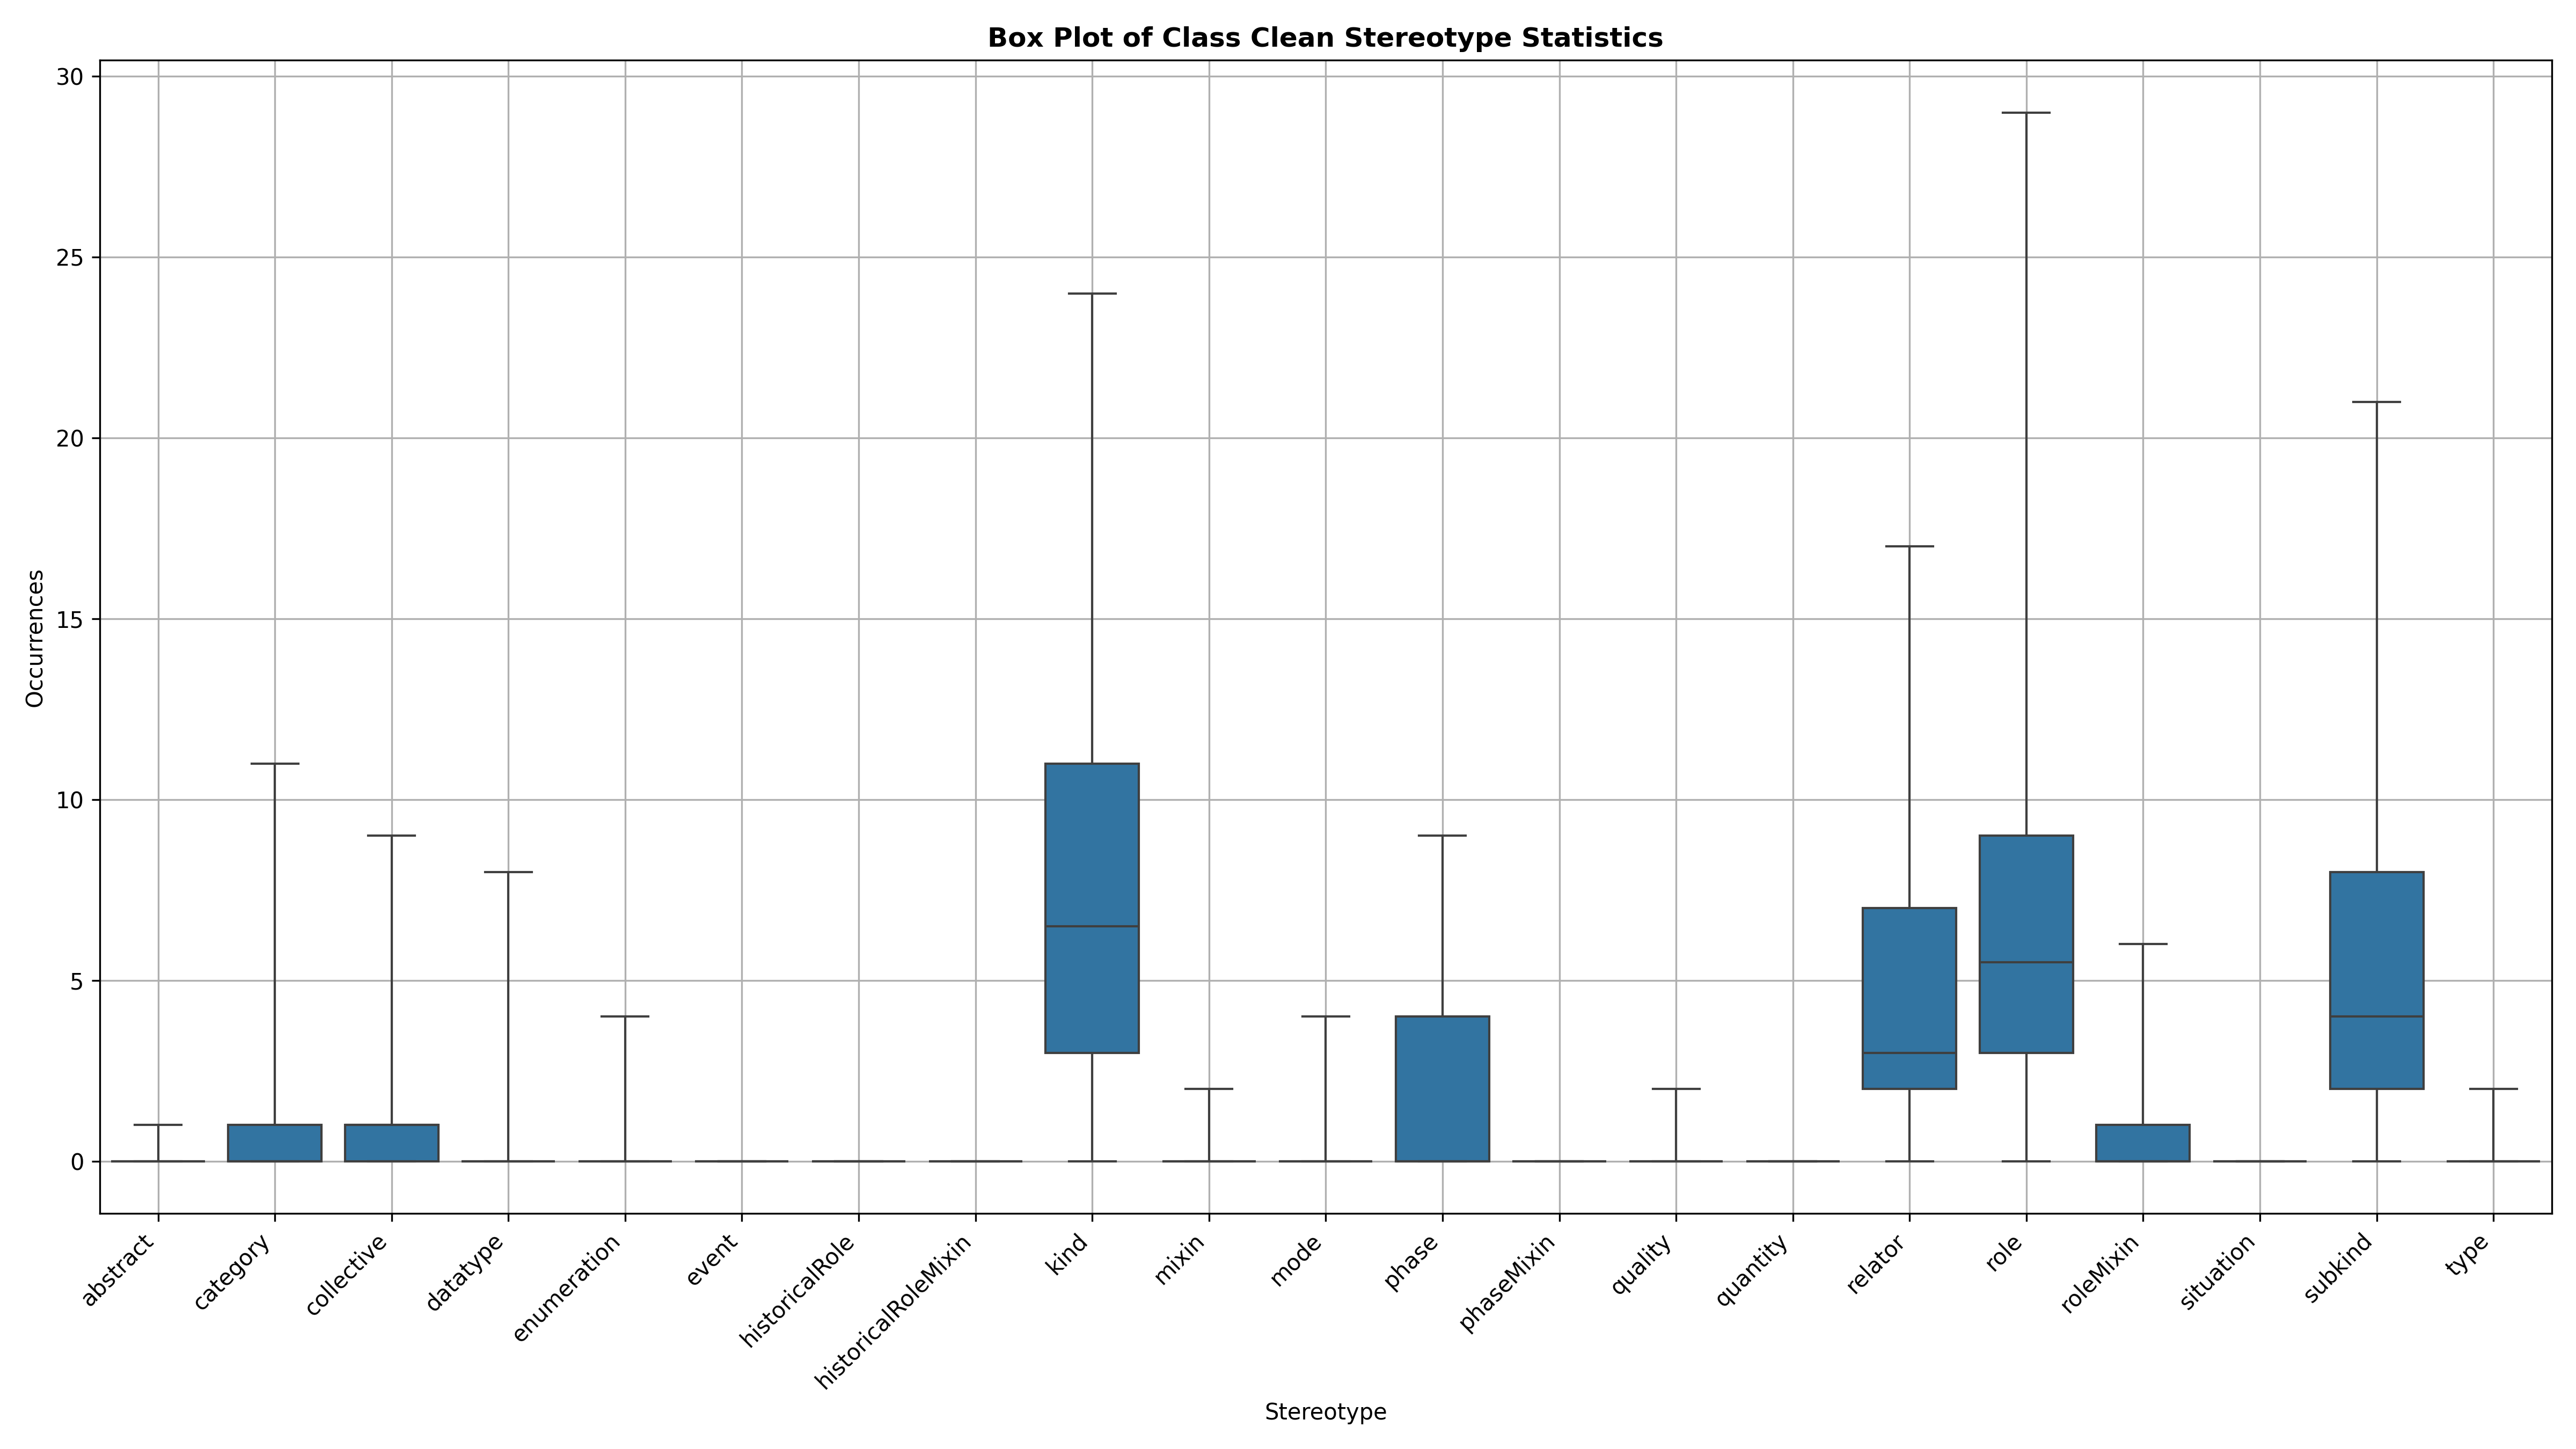 Box Plot of Class Clean Stereotype Statistics
30
25
20
15
10
5
0
Occurrences
abstract
category
collective
datatype
enumeration
event
historicalRole
historicalRoleMixin
kind
mixin
mode
phase
phaseMixin
quality
quantity
relator
role
roleMixin
situation
subkind
type
Stereotype